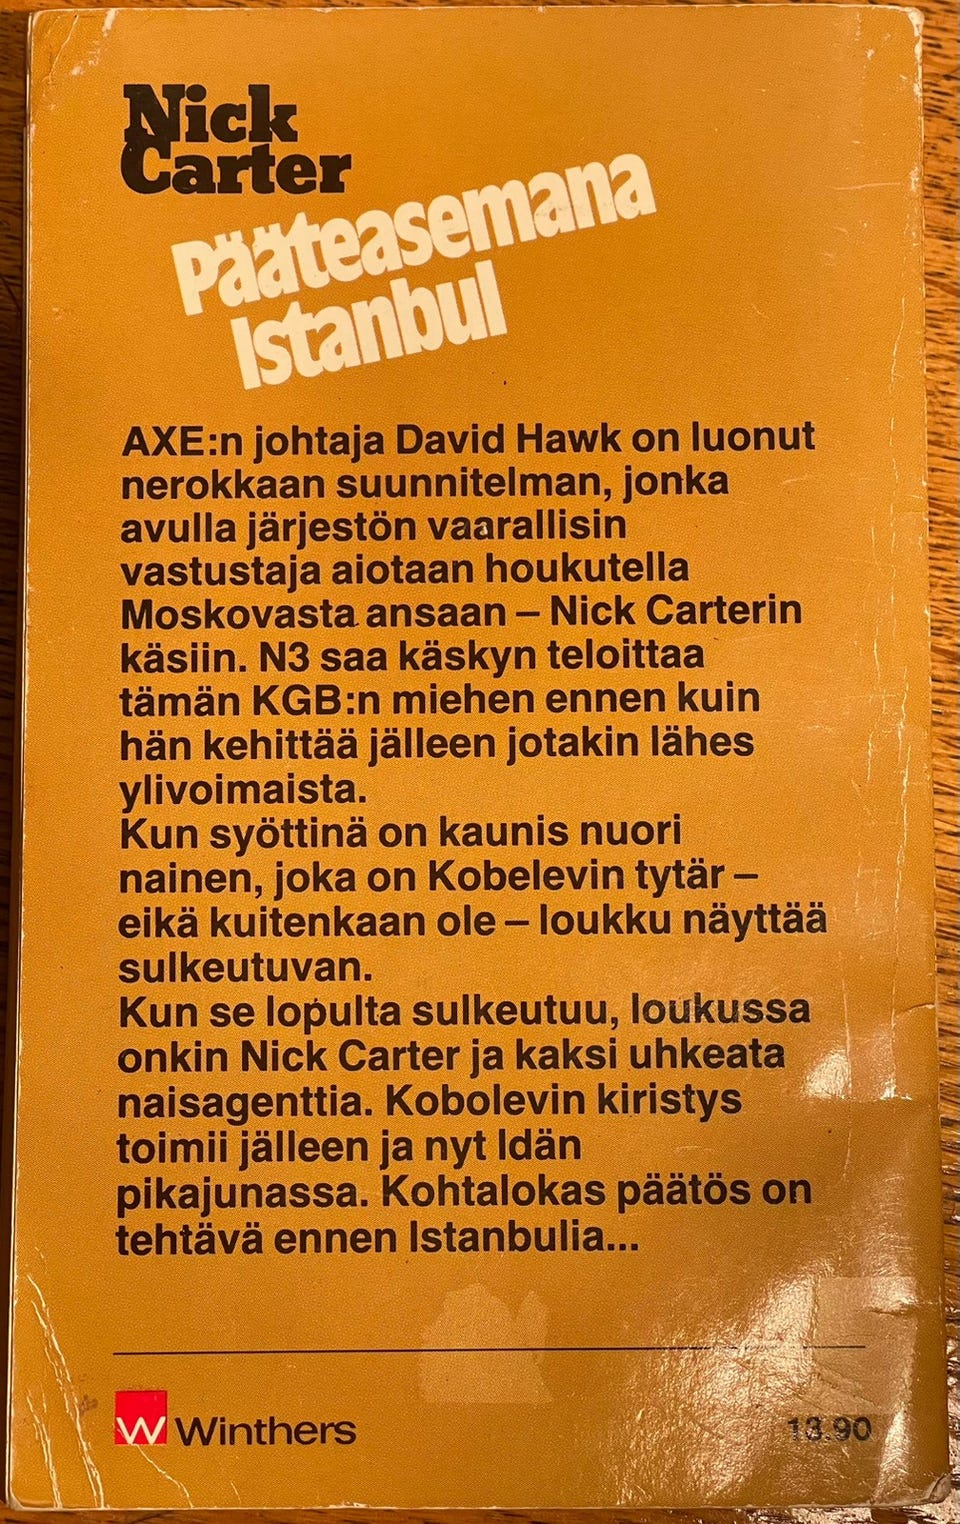 Nick
Carter
Pääteasemana
Istanbul
AXE:n johtaja David Hawk on luonut
nerokkaan suunnitelman, jonka
avulla järjestön vaarallisin
vastustaja aiotaan houkutella
Moskovasta ansaan – Nick Carterin
käsiin. N3 saa käskyn teloittaa
tämän KGB:n miehen ennen kuin
hän kehittää jälleen jotakin lähes
ylivoimaista.
Kun syöttinä on kaunis nuori
nainen, joka on Kobelevin tytär –
eikä kuitenkaan ole – loukku näyttää
sulkeutuvan.
Kun se lopulta sulkeutuu, loukussa
onkin Nick Carter ja kaksi uhkeata
naisagenttia. Kobolevin kiristys
toimii jälleen ja nyt Idän
pikajunassa. Kohtalokas päätös on
tehtävä ennen Istanbulia...
W Winthers
13.90